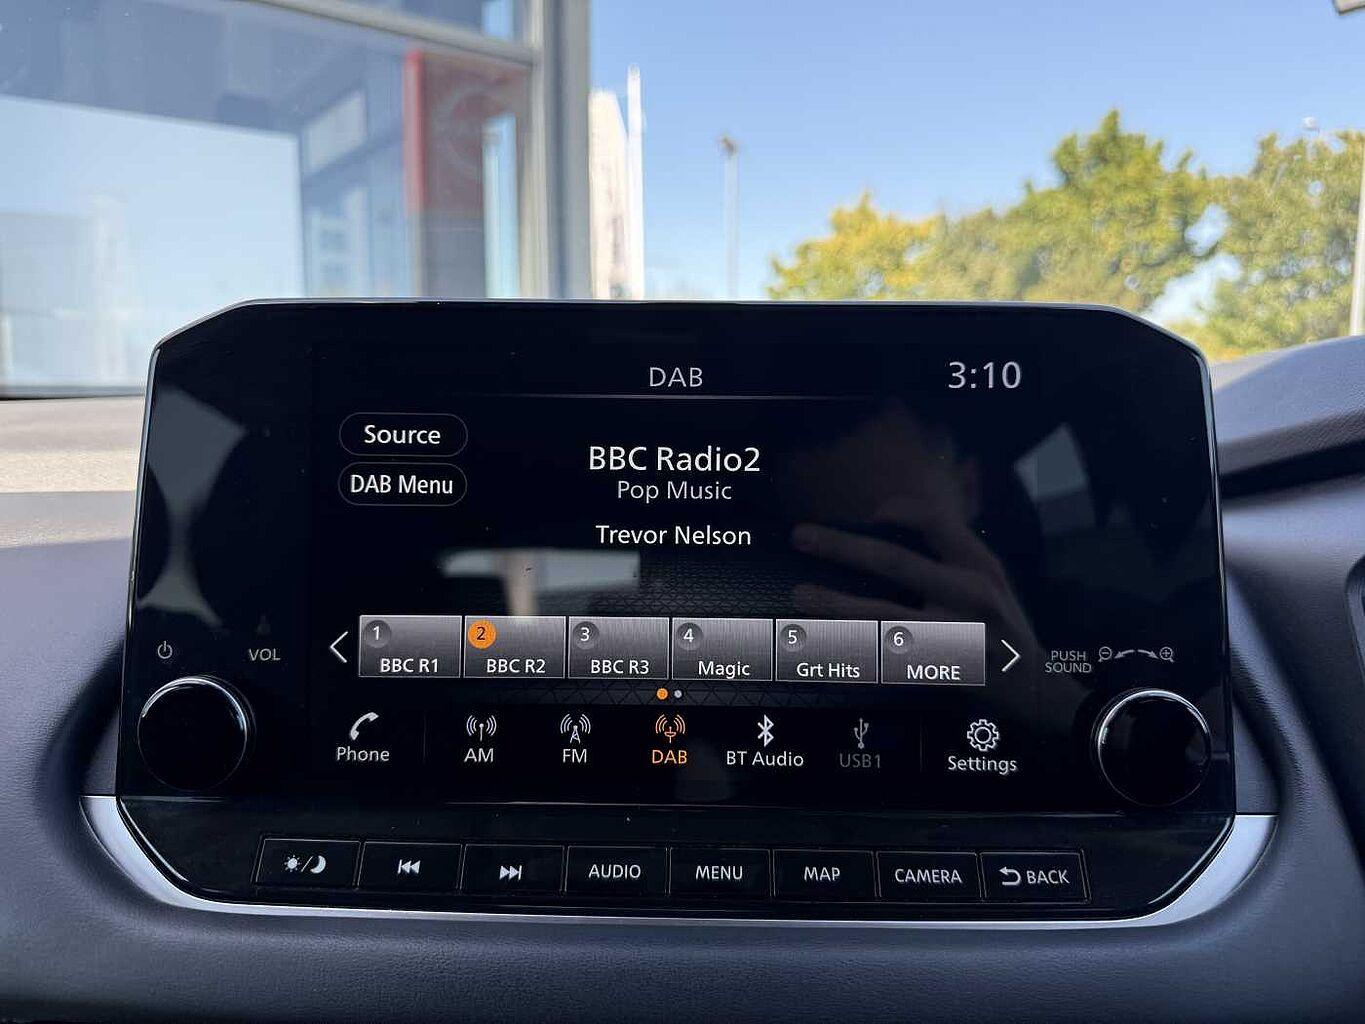 DAB
3:10
Source
DAB Menu
BBC Radio2
Pop Music
Trevor Nelson
VOL
PUSH
SOUND
1
BBC R1
2
BBC R2
3
BBC R3
4
Magic
5
Grt Hits
6
MORE
Phone
AM
FM
DAB
BT Audio
USB1
Settings
AUDIO
MENU
MAP
CAMERA
BACK